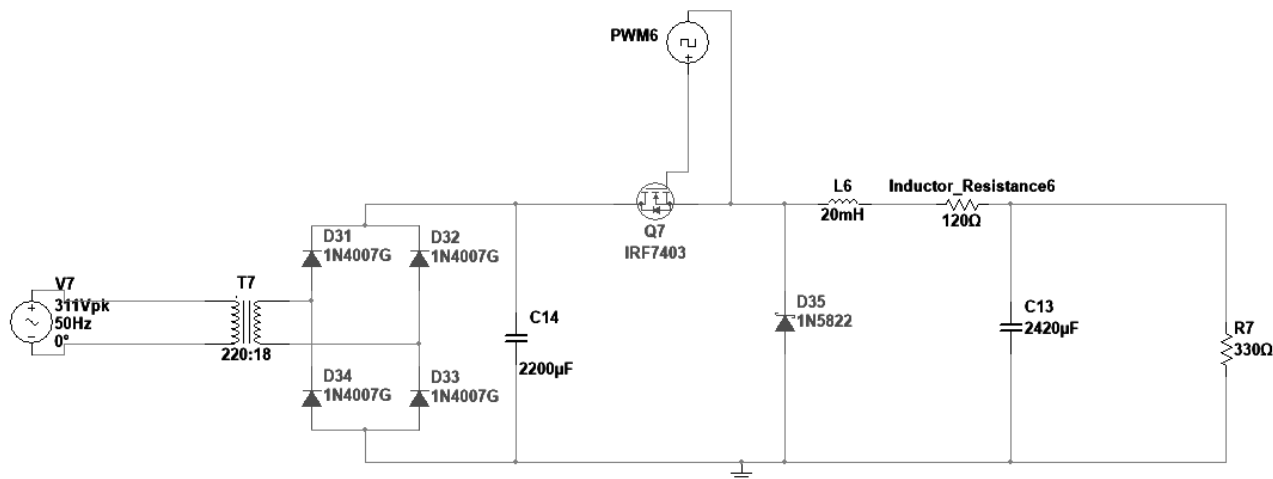 PWM6
L6
20mH
Inductor_Resistance6
120Ω
Q7
IRF7403
D31
1N4007G
D32
1N4007G
V7
311Vpk
50Hz
0°
T7
220:18
C14
2200µF
D35
1N5822
C13
2420µF
R7
330Ω
D34
1N4007G
D33
1N4007G